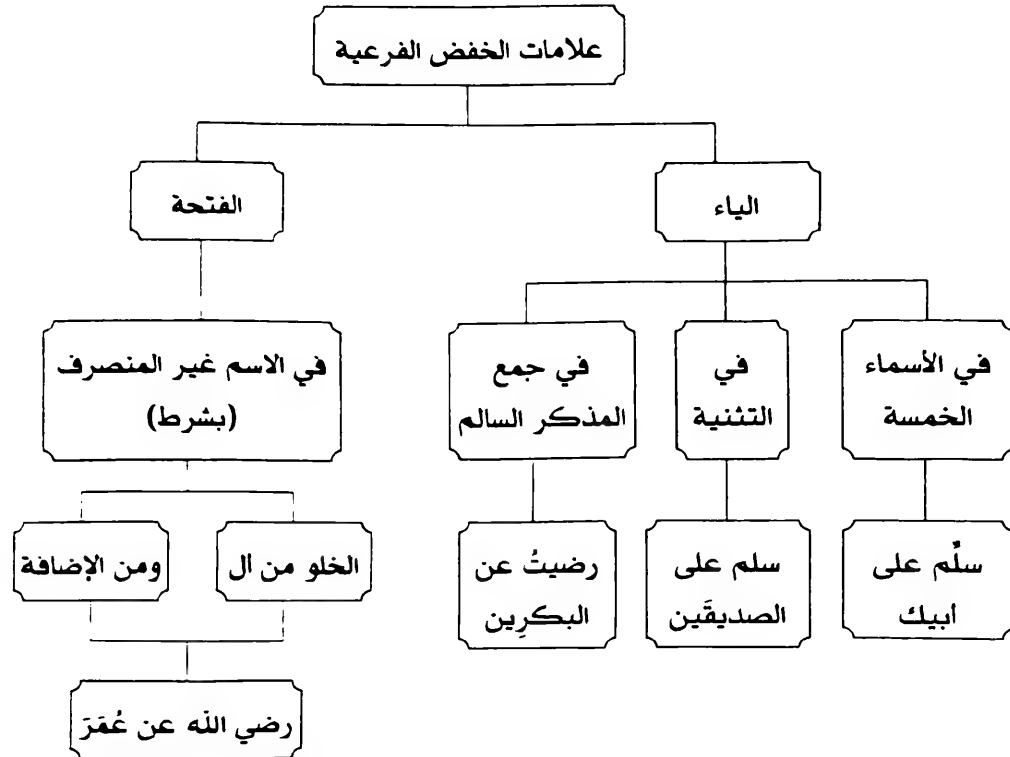 علامات الخفض الفرعية
الياء
الفتحة
في الأسماء
الخمسة
في
التثنية
في جمع
المذكر السالم
في الاسم غير المنصرف
(بشرط)
سلِّم على
أبيك
سلم على
الصديقَين
رضيتُ عن
البكرِين
الخلو من ال
ومن الإضافة
رضي الله عن عُمَرَ